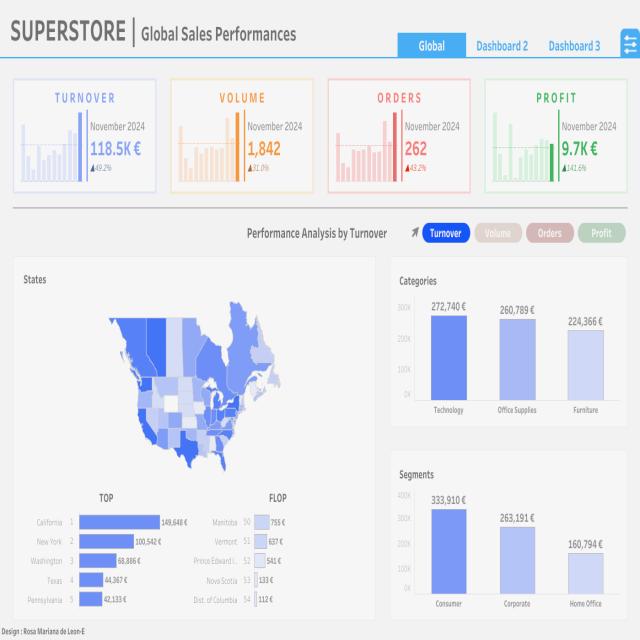 SUPERSTORE | Global Sales Performances
Global
Dashboard 2
Dashboard 3
TURNOVER
November 2024
118.5K €
▲49.2%
VOLUME
November 2024
1,842
▲31.0%
ORDERS
November 2024
262
▲43.2%
PROFIT
November 2024
9.7K €
▲141.6%
Performance Analysis by Turnover
Turnover
Volume
Orders
Profit
States
TOP
California 1 149,648 €
New York 2 100,542 €
Washington 3 68,886 €
Texas 4 44,367 €
Pennsylvania 5 42,133 €
FLOP
Manitoba 50 755 €
Vermont 51 637 €
Prince Edward I.. 52 541 €
Nova Scotia 53 133 €
Dist. of Columbia 54 112 €
Categories
300K
200K
100K
0K
272,740 €
260,789 €
224,366 €
Technology
Office Supplies
Furniture
Segments
400K
300K
200K
100K
0K
333,910 €
263,191 €
160,794 €
Consumer
Corporate
Home Office
Design : Rosa Mariana de Leon-E